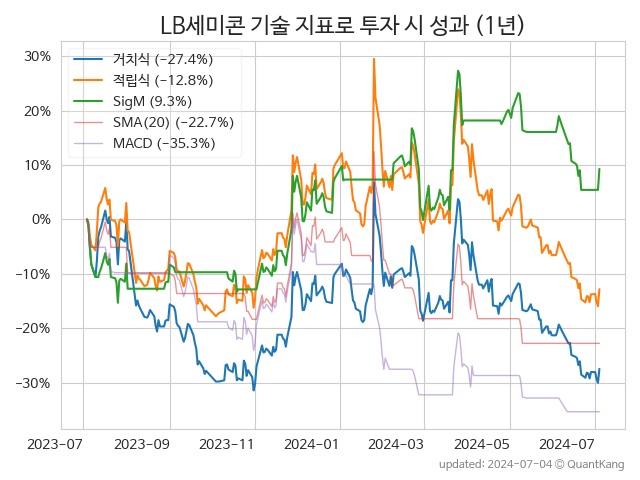 LB세미콘 기술 지표로 투자 시 성과 (1년)
30%
20%
10%
0%
−10%
−20%
−30%
거치식 (−27.4%)
적립식 (−12.8%)
SigM (9.3%)
SMA(20) (−22.7%)
MACD (−35.3%)
2023-07 2023-09 2023-11 2024-01 2024-03 2024-05 2024-07
updated: 2024-07-04 © QuantKang